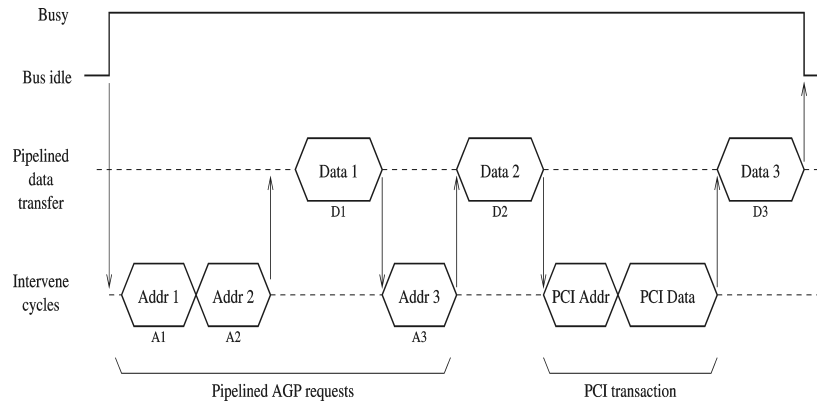 Busy
Bus idle
Pipelined
data
transfer
Data 1
Data 2
Data 3
D1
D2
D3
Intervene
cycles
Addr 1
Addr 2
Addr 3
PCI Addr
PCI Data
A1
A2
A3
Pipelined AGP requests
PCI transaction